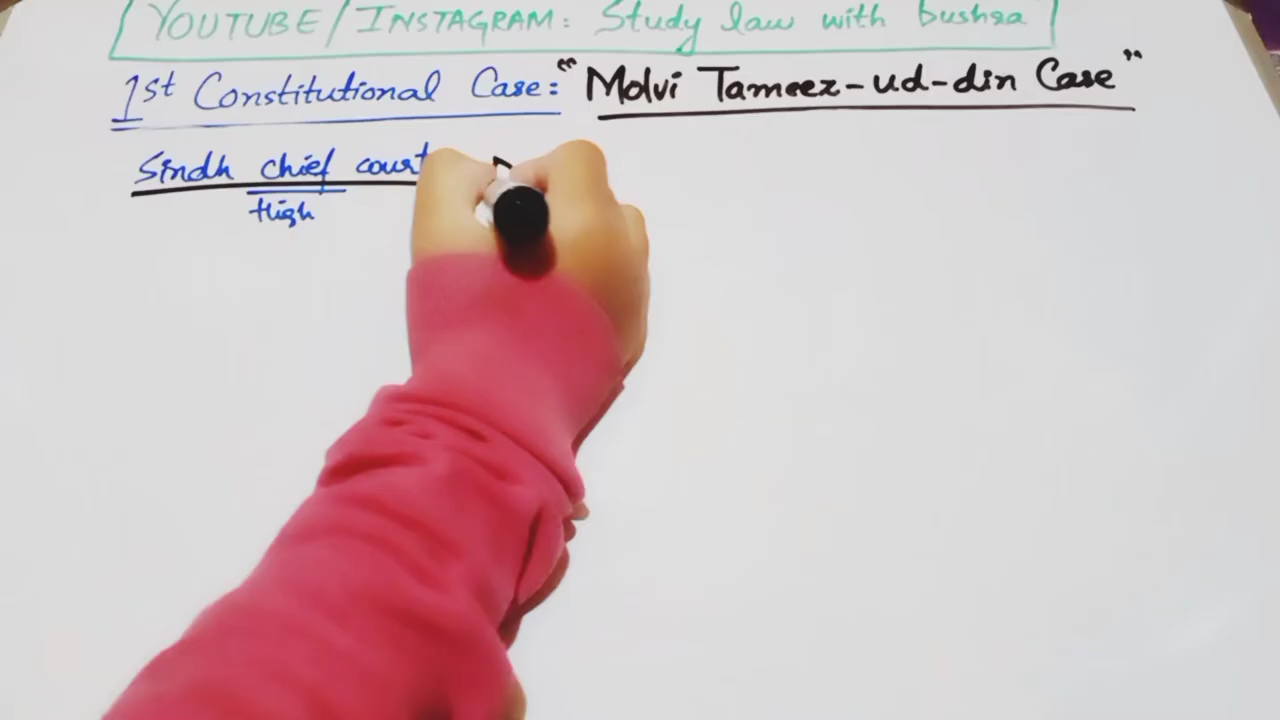 YOUTUBE/INSTAGRAM: Study law with bushra
1st Constitutional Case: "Molvi Tameez-ud-din Case"
Sindh chief court
High